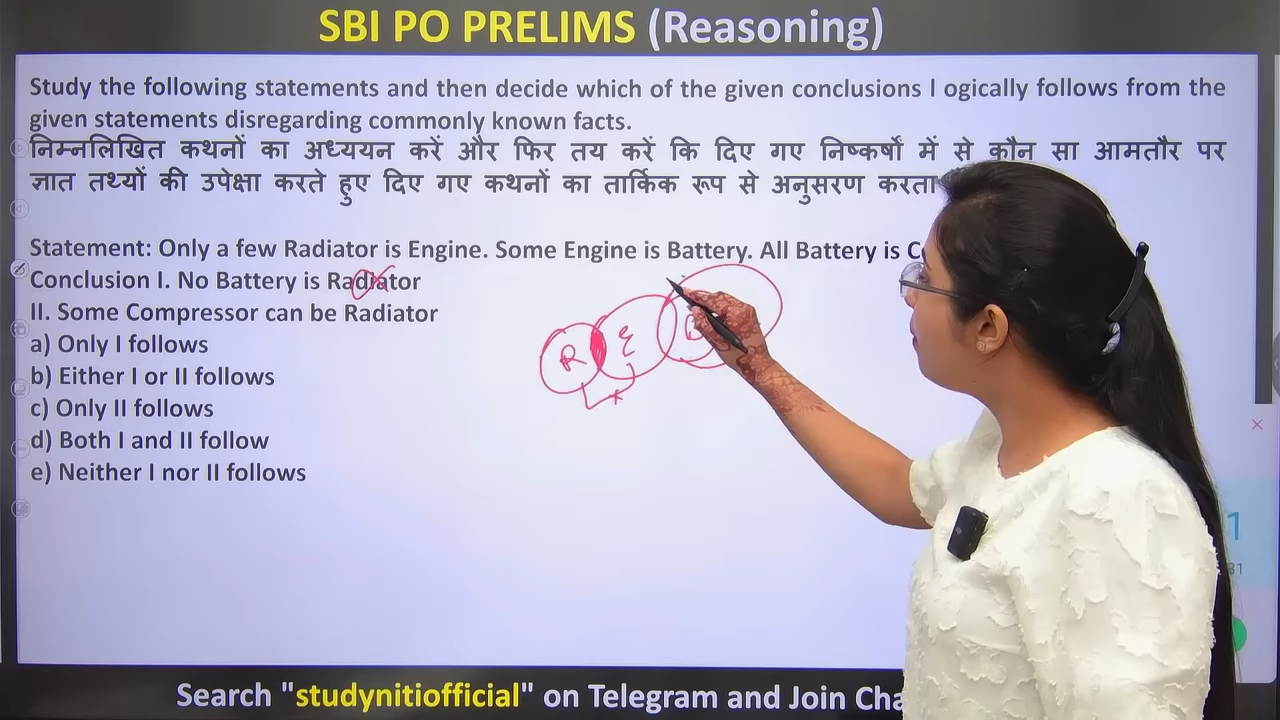 SBI PO PRELIMS (Reasoning)
Study the following statements and then decide which of the given conclusions l ogically follows from the
given statements disregarding commonly known facts.
निम्नलिखित कथनों का अध्ययन करें और फिर तय करें कि दिए गए निष्कर्षों में से कौन सा आमतौर पर
ज्ञात तथ्यों की उपेक्षा करते हुए दिए गए कथनों का तार्किक रूप से अनुसरण करता
Statement: Only a few Radiator is Engine. Some Engine is Battery. All Battery is
Conclusion I. No Battery is Radiator
II. Some Compressor can be Radiator
R E
a) Only I follows
b) Either I or II follows
c) Only II follows
d) Both I and II follow
e) Neither I nor II follows
1
31
Search "studynitiofficial" on Telegram and Join